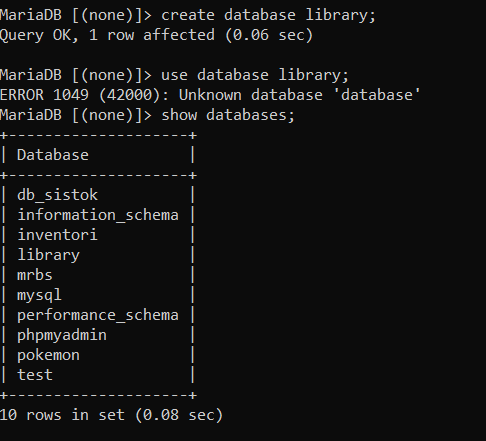 MariaDB [(none)]> create database library;
Query OK, 1 row affected (0.06 sec)

MariaDB [(none)]> use database library;
ERROR 1049 (42000): Unknown database 'database'
MariaDB [(none)]> show databases;
+--------------------+
| Database           |
+--------------------+
| db_sistok          |
| information_schema |
| inventori          |
| library            |
| mrbs               |
| mysql              |
| performance_schema |
| phpmyadmin         |
| pokemon            |
| test               |
+--------------------+
10 rows in set (0.08 sec)